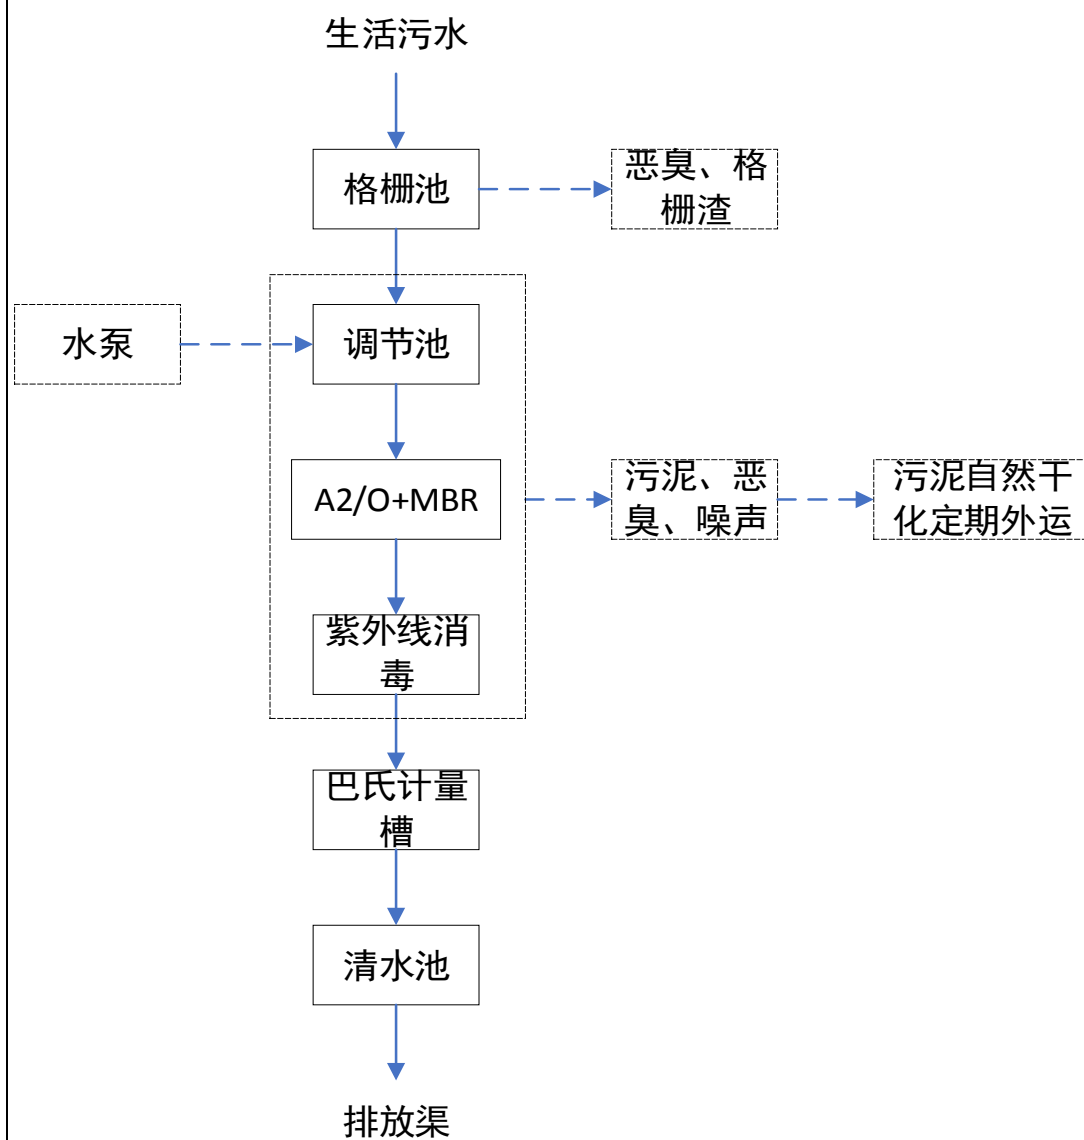 生活污水
格栅池
恶臭、格
栅渣
水泵
调节池
A2/O+MBR
污泥、恶
臭、噪声
污泥自然干
化定期外运
紫外线消
毒
巴氏计量
槽
清水池
排放渠